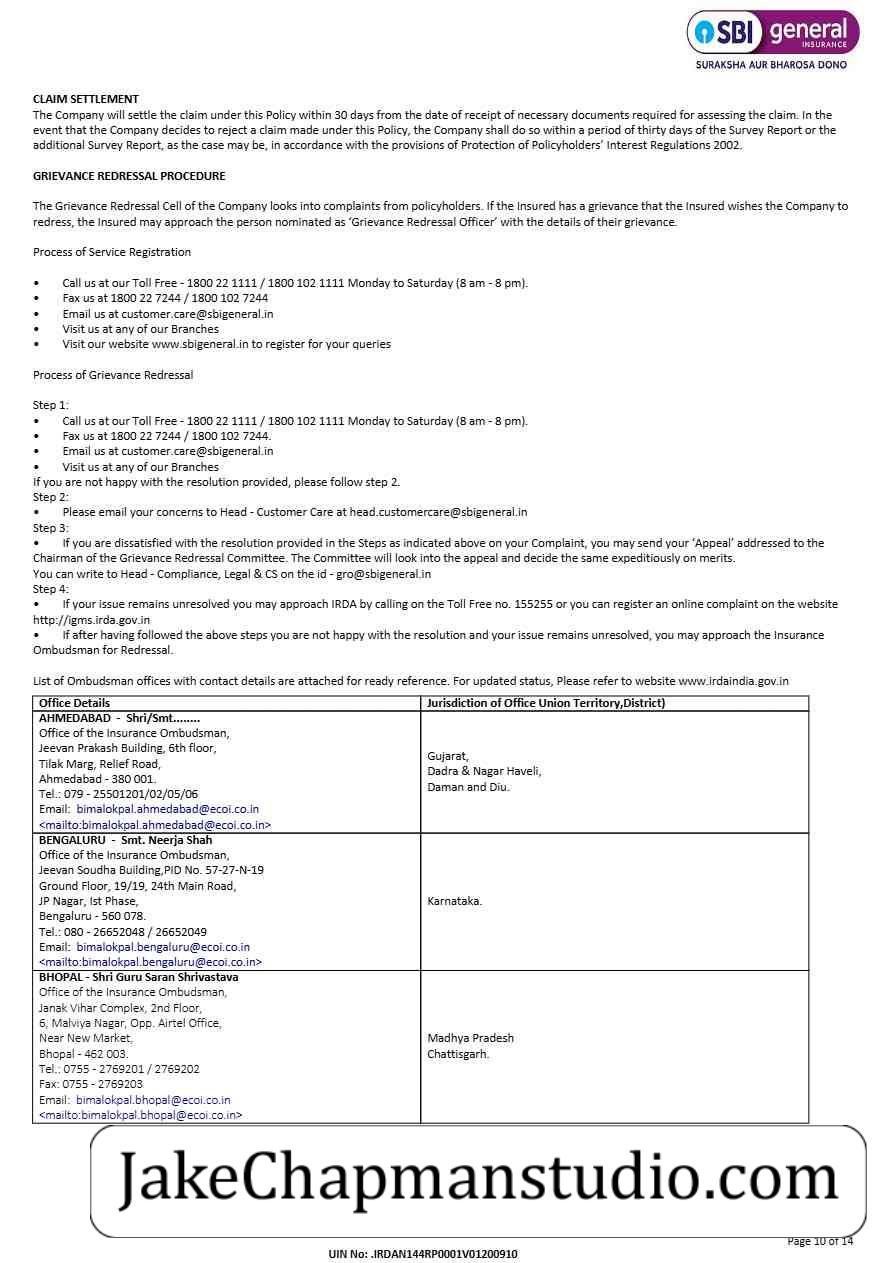 SBI general
INSURANCE
SURAKSHA AUR BHAROSA DONO
CLAIM SETTLEMENT
The Company will settle the claim under this Policy within 30 days from the date of receipt of necessary documents required for assessing the claim. In the
event that the Company decides to reject a claim made under this Policy, the Company shall do so within a period of thirty days of the Survey Report or the
additional Survey Report, as the case may be, in accordance with the provisions of Protection of Policyholders' Interest Regulations 2002.
GRIEVANCE REDRESSAL PROCEDURE
The Grievance Redressal Cell of the Company looks into complaints from policyholders. If the Insured has a grievance that the Insured wishes the Company to
redress, the Insured may approach the person nominated as 'Grievance Redressal Officer' with the details of their grievance.
Process of Service Registration
• Call us at our Toll Free - 1800 22 1111 / 1800 102 1111 Monday to Saturday (8 am - 8 pm).
• Fax us at 1800 22 7244 / 1800 102 7244
• Email us at customer.care@sbigeneral.in
• Visit us at any of our Branches
• Visit our website www.sbigeneral.in to register for your queries
Process of Grievance Redressal
Step 1:
• Call us at our Toll Free - 1800 22 1111 / 1800 102 1111 Monday to Saturday (8 am - 8 pm).
• Fax us at 1800 22 7244 / 1800 102 7244.
• Email us at customer.care@sbigeneral.in
• Visit us at any of our Branches
If you are not happy with the resolution provided, please follow step 2.
Step 2:
• Please email your concerns to Head - Customer Care at head.customercare@sbigeneral.in
Step 3:
• If you are dissatisfied with the resolution provided in the Steps as indicated above on your Complaint, you may send your 'Appeal' addressed to the
Chairman of the Grievance Redressal Committee. The Committee will look into the appeal and decide the same expeditiously on merits.
You can write to Head - Compliance, Legal & CS on the id - gro@sbigeneral.in
Step 4:
• If your issue remains unresolved you may approach IRDA by calling on the Toll Free no. 155255 or you can register an online complaint on the website
http://igms.irda.gov.in
• If after having followed the above steps you are not happy with the resolution and your issue remains unresolved, you may approach the Insurance
Ombudsman for Redressal.
List of Ombudsman offices with contact details are attached for ready reference. For updated status, Please refer to website www.irdaindia.gov.in
Office Details
Jurisdiction of Office Union Territory,District)
AHMEDABAD - Shri/Smt........
Office of the Insurance Ombudsman,
Jeevan Prakash Building, 6th floor,
Tilak Marg, Relief Road,
Ahmedabad - 380 001.
Tel.: 079 - 25501201/02/05/06
Email: bimalokpal.ahmedabad@ecoi.co.in
<mailto:bimalokpal.ahmedabad@ecoi.co.in>
Gujarat,
Dadra & Nagar Haveli,
Daman and Diu.
BENGALURU - Smt. Neerja Shah
Office of the Insurance Ombudsman,
Jeevan Soudha Building,PID No. 57-27-N-19
Ground Floor, 19/19, 24th Main Road,
JP Nagar, Ist Phase,
Bengaluru - 560 078.
Tel.: 080 - 26652048 / 26652049
Email: bimalokpal.bengaluru@ecoi.co.in
<mailto:bimalokpal.bengaluru@ecoi.co.in>
Karnataka.
BHOPAL - Shri Guru Saran Shrivastava
Office of the Insurance Ombudsman,
Janak Vihar Complex, 2nd Floor,
6, Malviya Nagar, Opp. Airtel Office,
Near New Market,
Bhopal - 462 003.
Tel.: 0755 - 2769201 / 2769202
Fax: 0755 - 2769203
Email: bimalokpal.bhopal@ecoi.co.in
<mailto:bimalokpal.bhopal@ecoi.co.in>
Madhya Pradesh
Chattisgarh.
JakeChapmanstudio.com
Page 10 of 14
UIN No: .IRDAN144RP0001V01200910